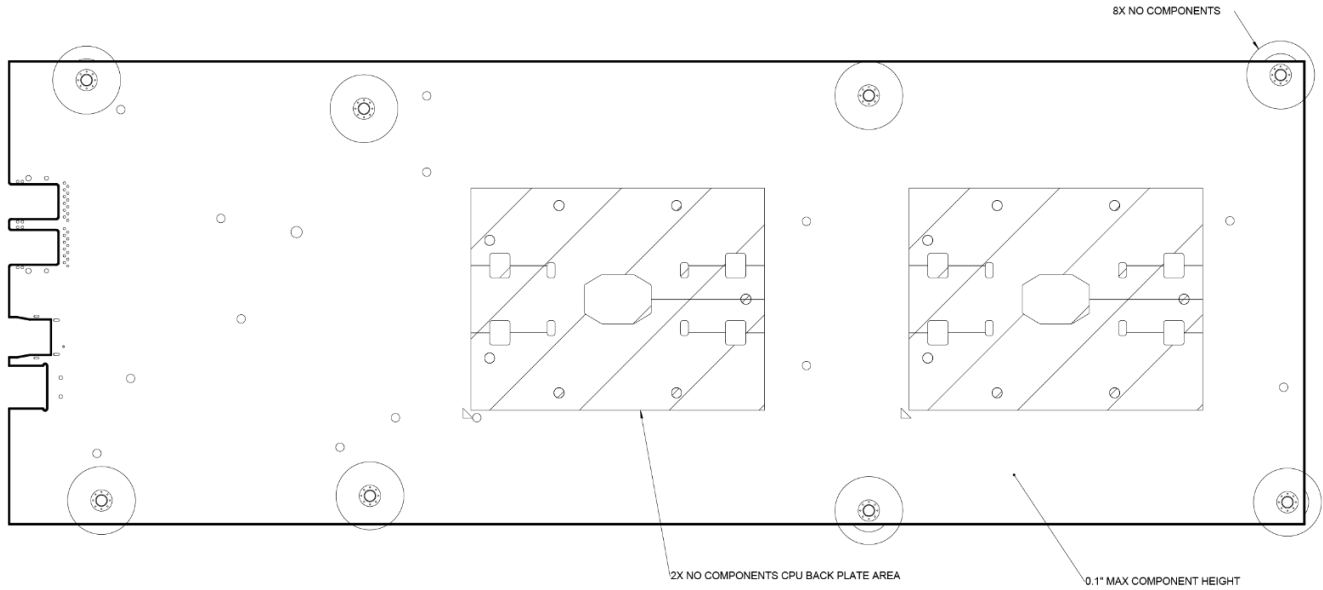 8X NO COMPONENTS
2X NO COMPONENTS CPU BACK PLATE AREA
0.1" MAX COMPONENT HEIGHT